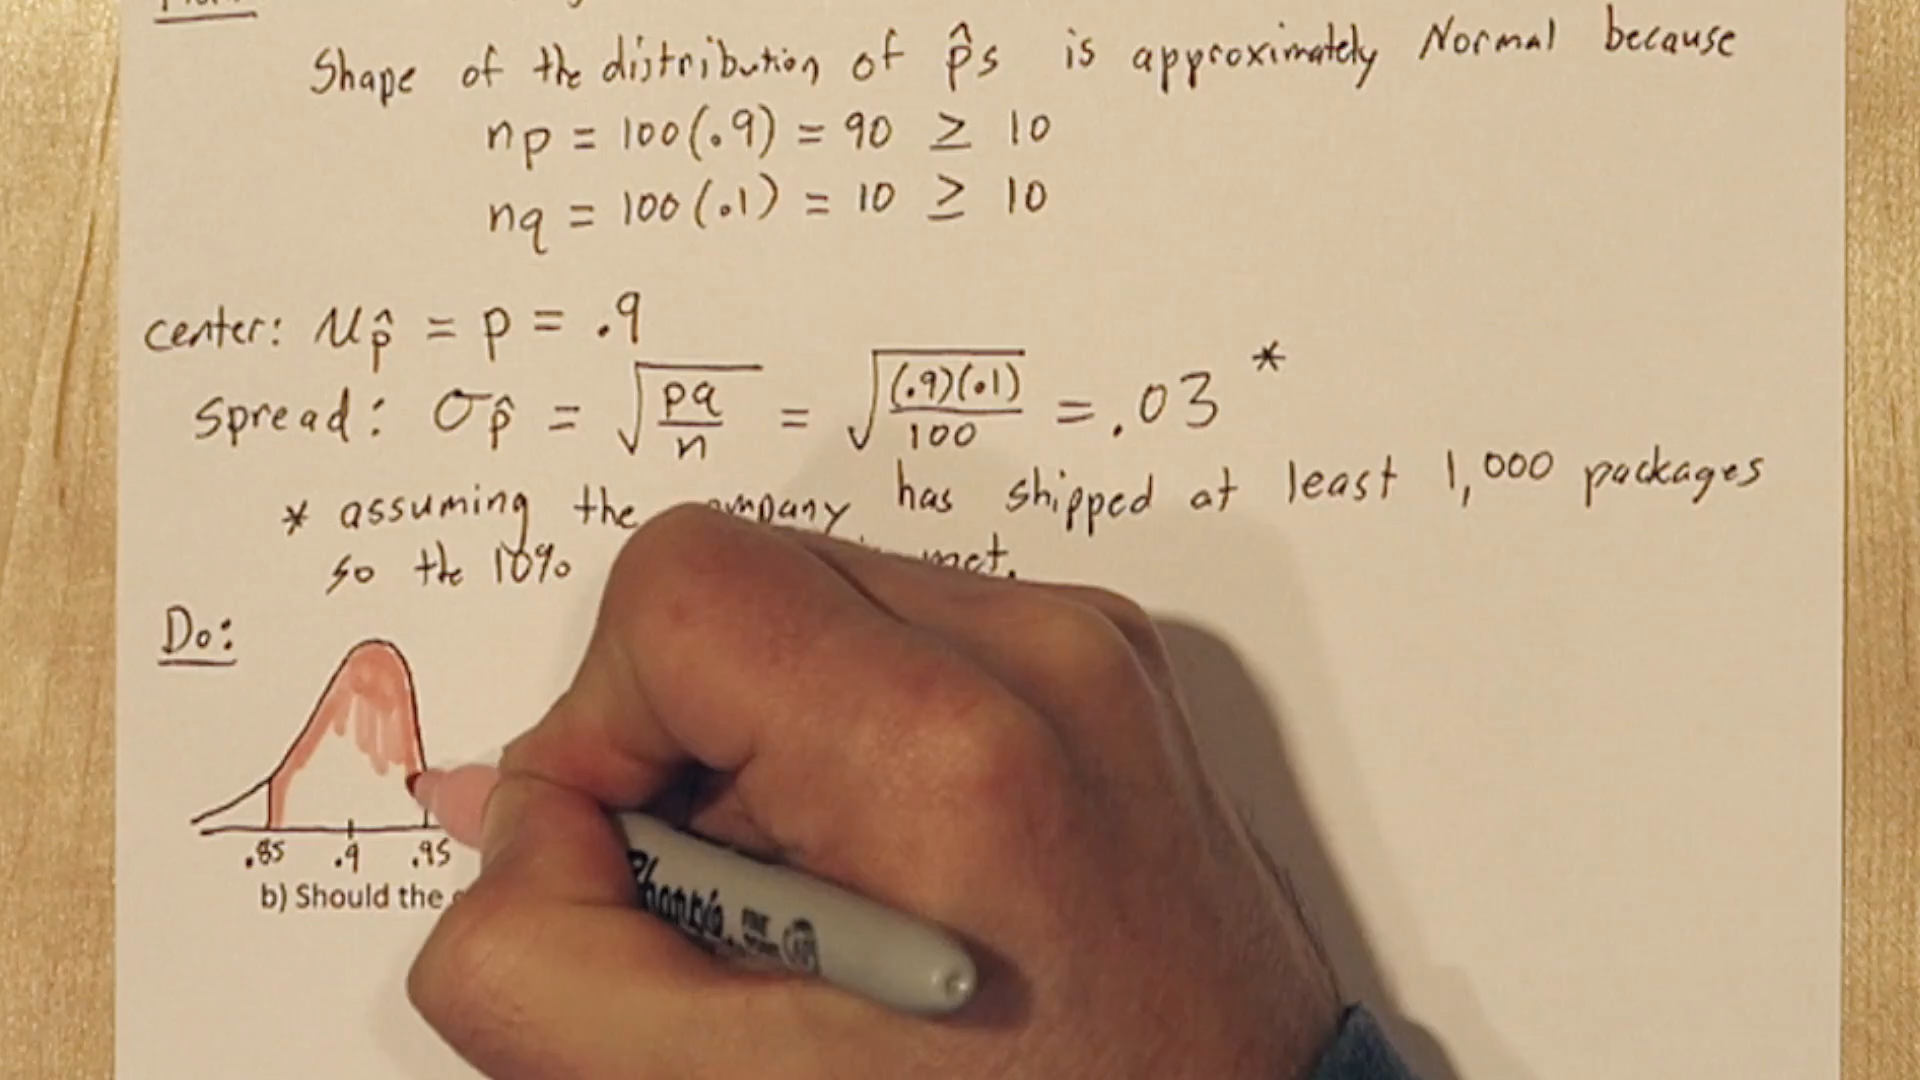 Shape of the distribution of p̂s is approximately Normal because
np = 100(.9) = 90 ≥ 10
nq = 100(.1) = 10 ≥ 10
center: μp̂ = p = .9
spread: σp̂ = √(pq/n) = √((.9)(.1)/100) = .03 *
* assuming the has shipped at least 1,000 packages
so the 10% met.
Do:
.85 .9 .95
b) Should the
Sharpie